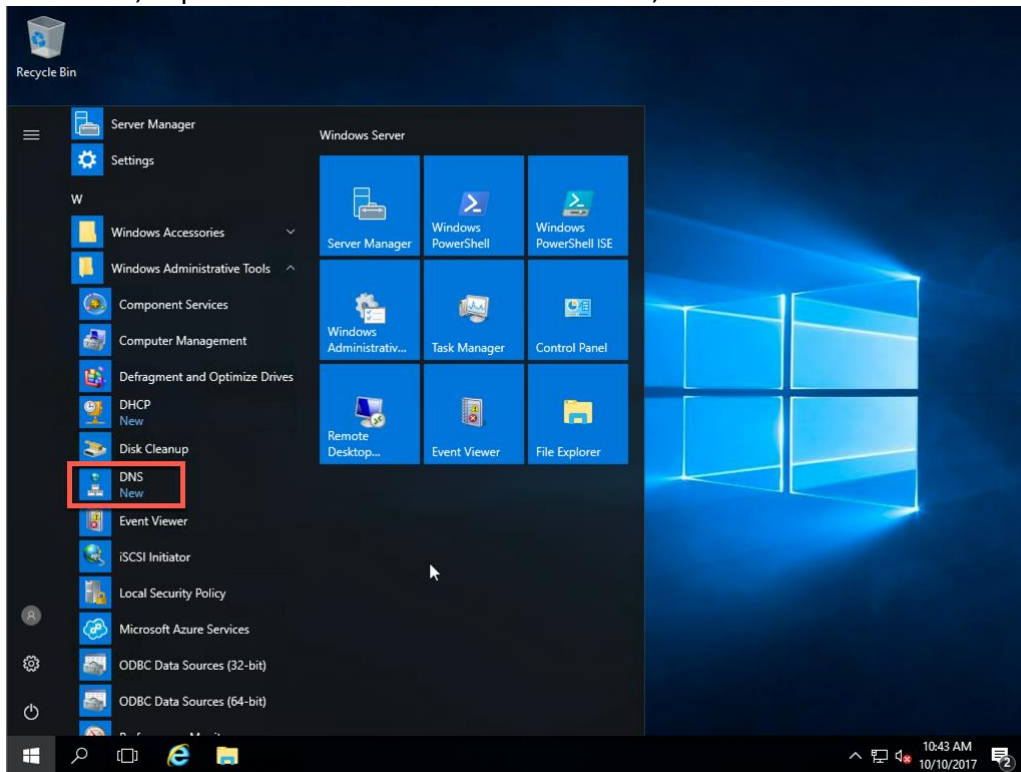 Recycle Bin
Server Manager
Settings
W
Windows Accessories
Windows Administrative Tools
Component Services
Computer Management
Defragment and Optimize Drives
DHCP
New
Disk Cleanup
DNS
New
Event Viewer
iSCSI Initiator
Local Security Policy
Microsoft Azure Services
ODBC Data Sources (32-bit)
ODBC Data Sources (64-bit)
Windows Server
Server Manager
Windows
PowerShell
Windows
PowerShell ISE
Windows
Administrativ...
Task Manager
Control Panel
Remote
Desktop...
Event Viewer
File Explorer
10:43 AM
10/10/2017
2